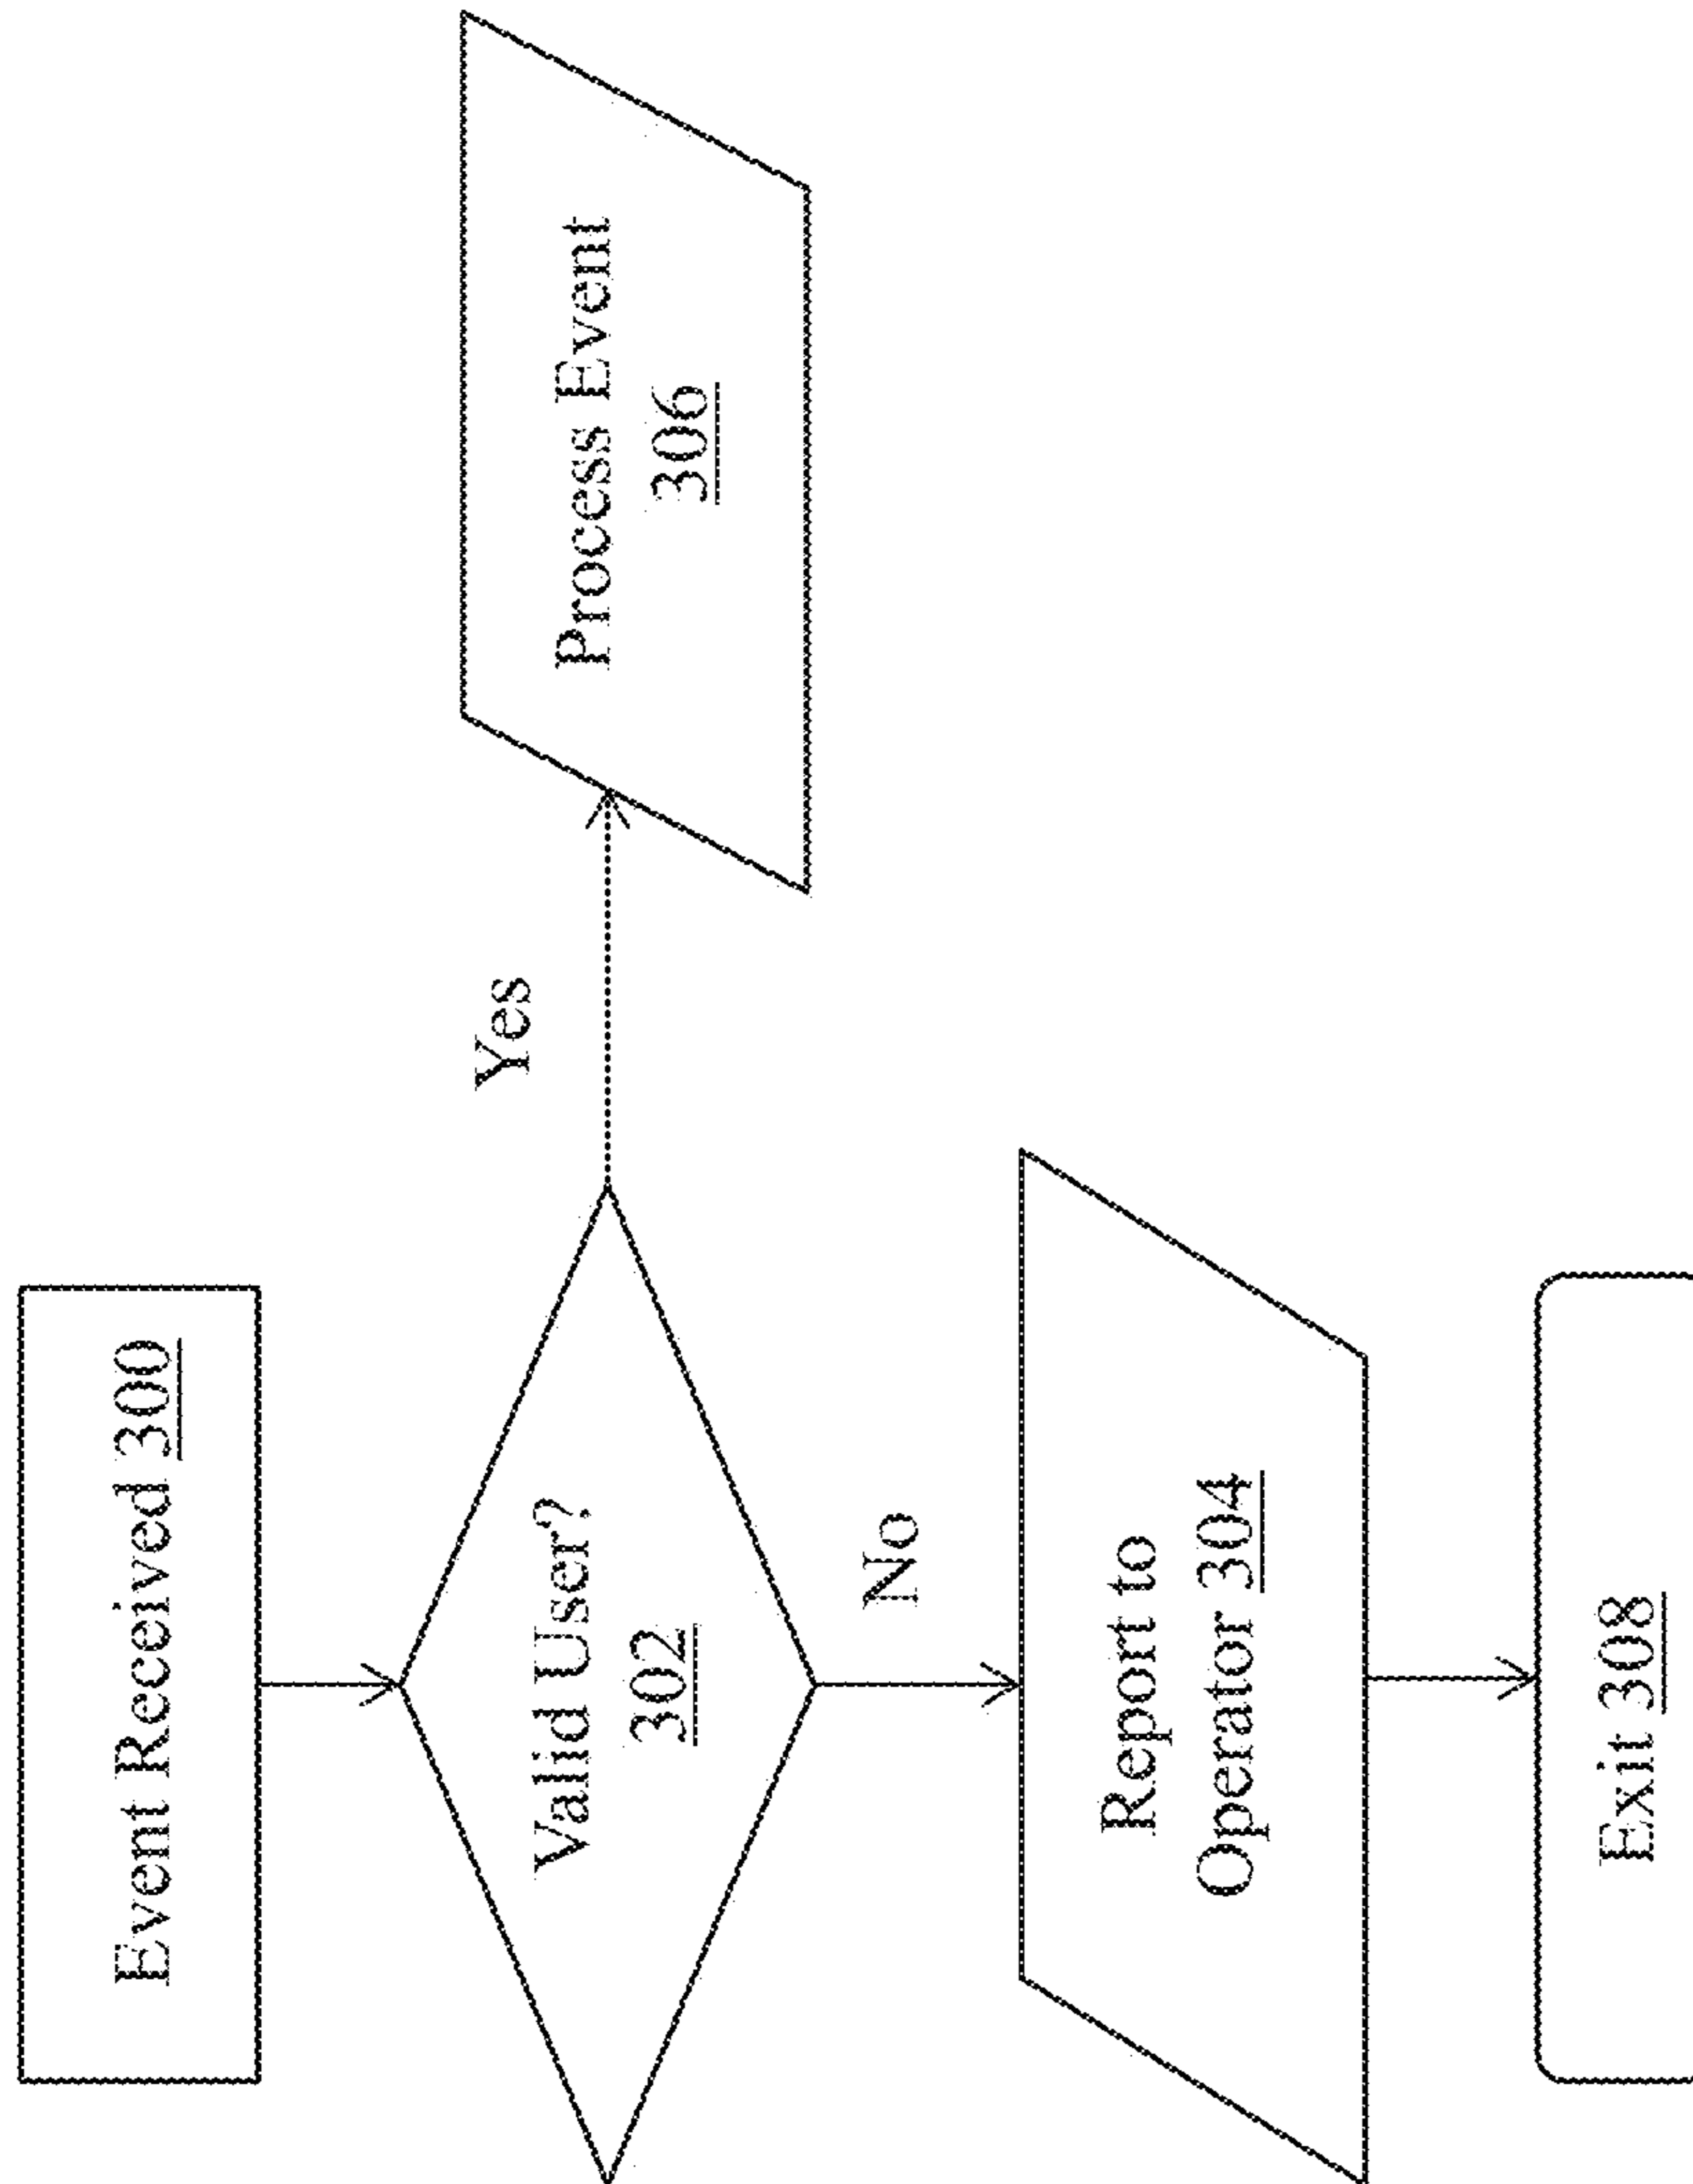 Event Received 300
Valid User?
302
Yes
Process Event
306
No
Report to
Operator 304
Exit 308